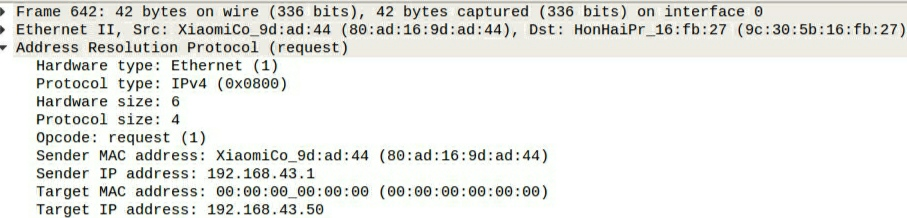 Frame 642: 42 bytes on wire (336 bits), 42 bytes captured (336 bits) on interface 0
Ethernet II, Src: XiaomiCo_9d:ad:44 (80:ad:16:9d:ad:44), Dst: HonHaiPr_16:fb:27 (9c:30:5b:16:fb:27)
Address Resolution Protocol (request)
Hardware type: Ethernet (1)
Protocol type: IPv4 (0x0800)
Hardware size: 6
Protocol size: 4
Opcode: request (1)
Sender MAC address: XiaomiCo_9d:ad:44 (80:ad:16:9d:ad:44)
Sender IP address: 192.168.43.1
Target MAC address: 00:00:00_00:00:00 (00:00:00:00:00:00)
Target IP address: 192.168.43.50